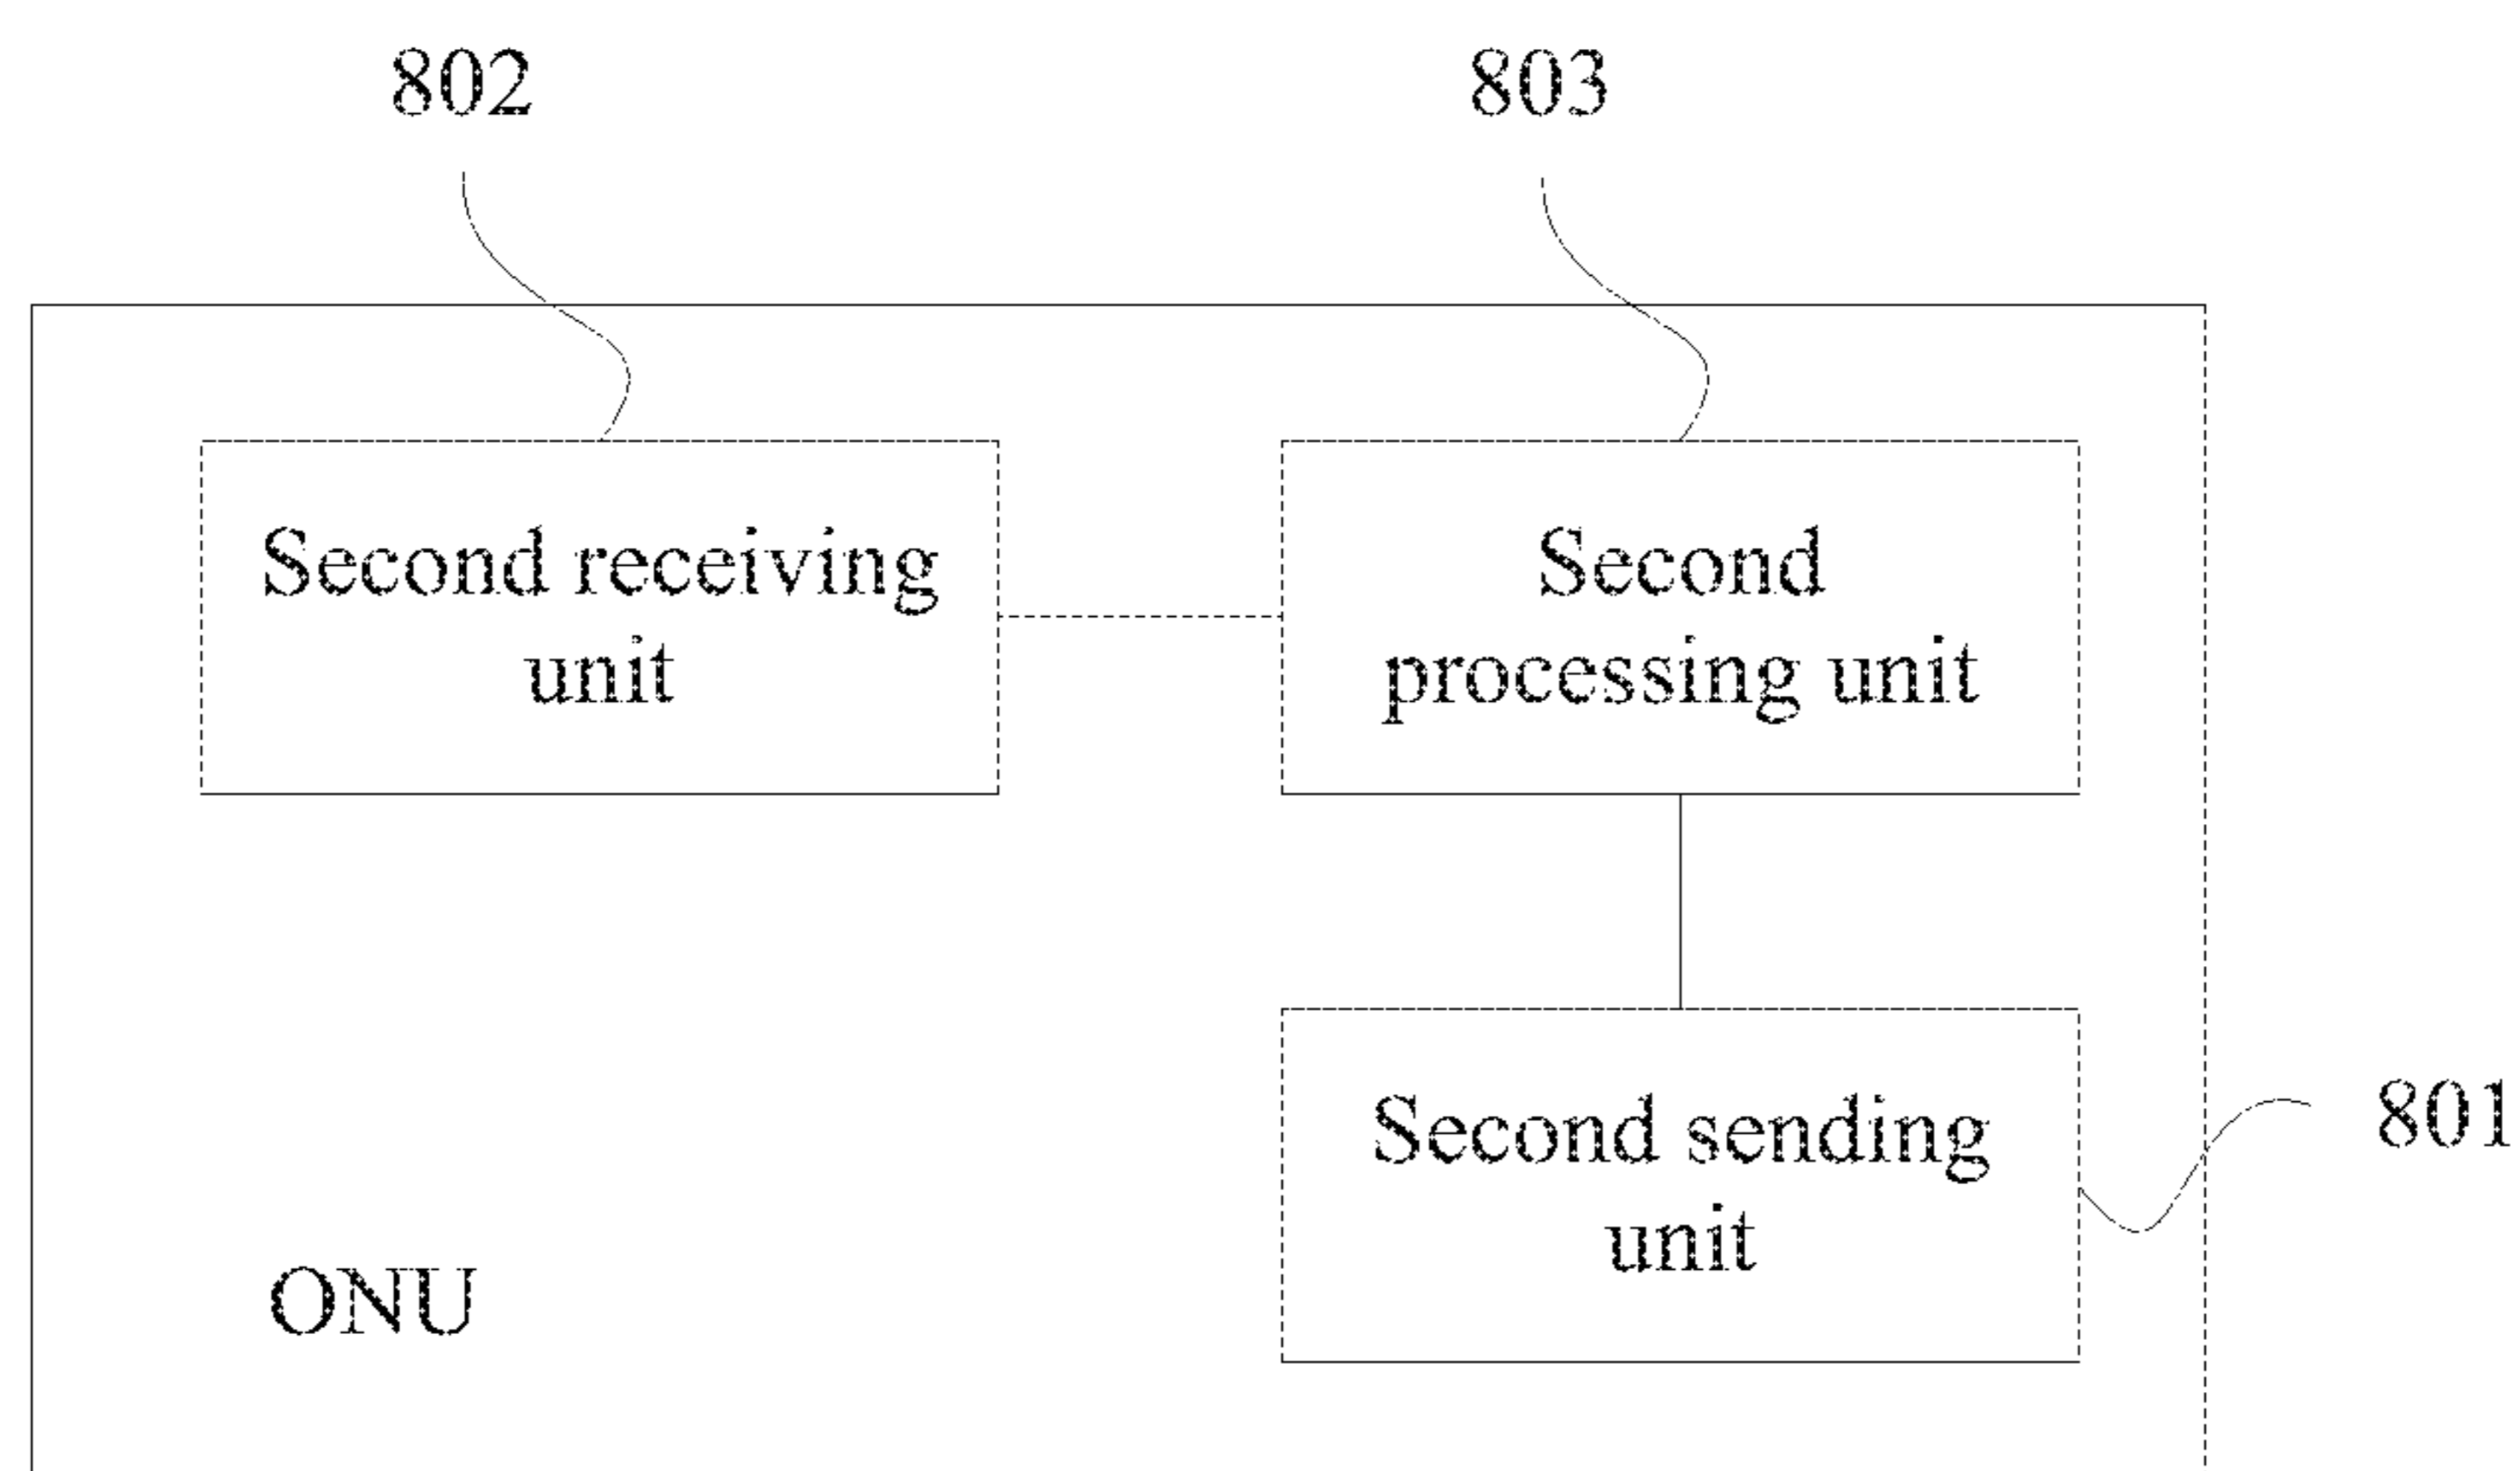 802
803
Second receiving
unit
Second
processing unit
Second sending
unit
801
ONU